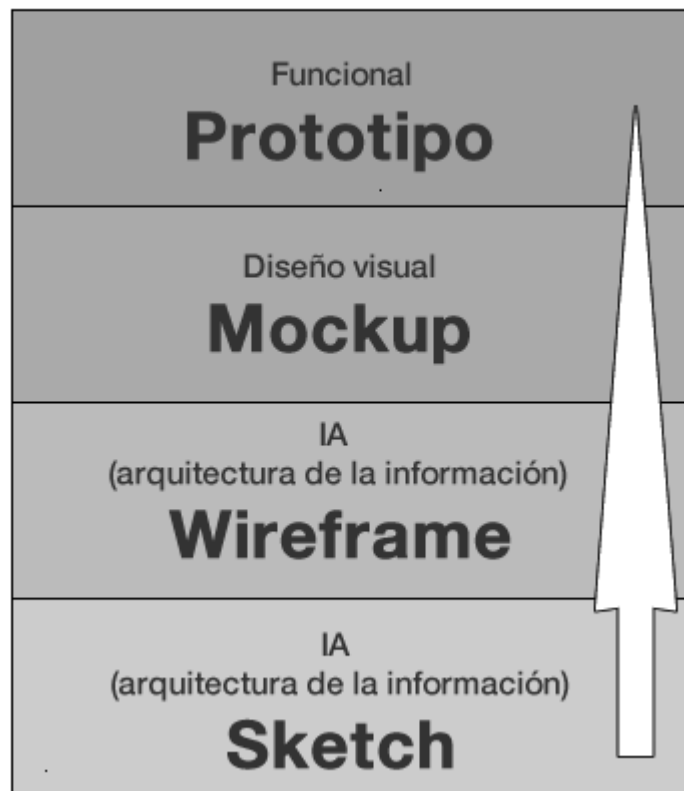 Funcional
Prototipo
Diseño visual
Mockup
IA
(arquitectura de la información)
Wireframe
IA
(arquitectura de la información)
Sketch